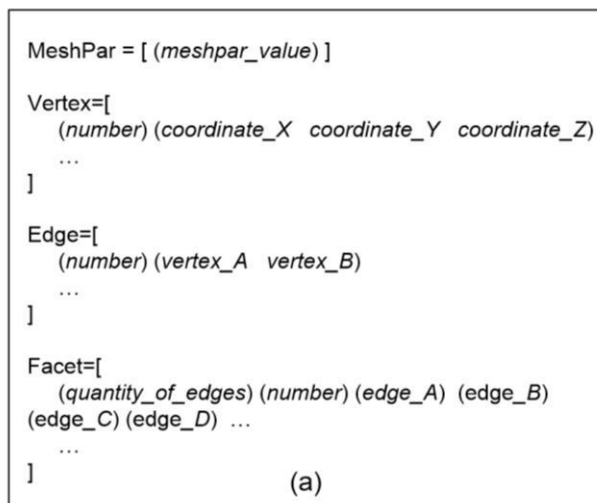 MeshPar = [ (meshpar_value) ]
Vertex=[
(number) (coordinate_X coordinate_Y coordinate_Z)
...
]
Edge=[
(number) (vertex_A vertex_B)
...
]
Facet=[
(quantity_of_edges) (number) (edge_A) (edge_B)
(edge_C) (edge_D) ...
...
]
(a)